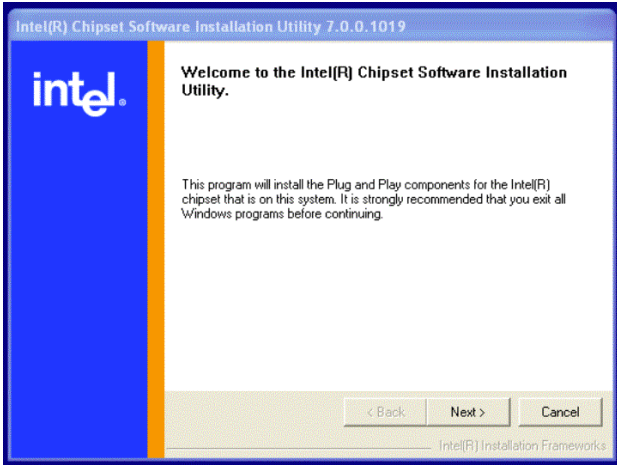 Intel(R) Chipset Software Installation Utility 7.0.0.1019
intel.
Welcome to the Intel(R) Chipset Software Installation
Utility.
This program will install the Plug and Play components for the Intel(R)
chipset that is on this system. It is strongly recommended that you exit all
Windows programs before continuing.
< Back
Next >
Cancel
Intel(R) Installation Frameworks